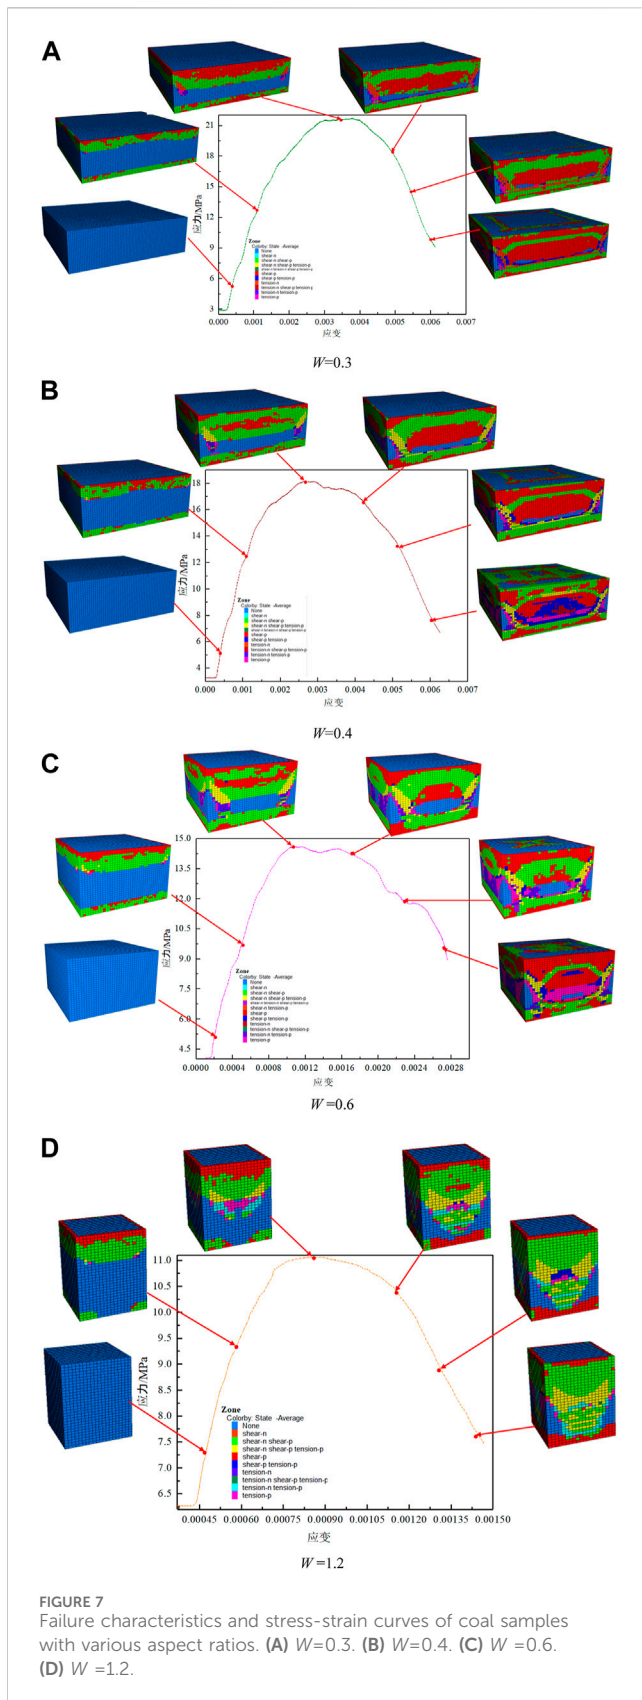 A
21
18
15
12
9
6
3
应力/MPa
Zone
Colorby: State -Average
None
shear-n
shear-n shear-p
shear-n shear-p tension-p
shear-n tension-n shear-p tension-p
shear-p
shear-p tension-p
tension-n
tension-n shear-p tension-p
tension-n tension-p
tension-p
0.000 0.001 0.002 0.003 0.004 0.005 0.006 0.007
应变
W=0.3
B
18
16
14
12
10
8
6
4
应力/MPa
Zone
Colorby: State -Average
None
shear-n
shear-n shear-p
shear-n shear-p tension-p
shear-n tension-n shear-p tension-p
shear-p
shear-p tension-p
tension-n
tension-n shear-p tension-p
tension-n tension-p
tension-p
0.000 0.001 0.002 0.003 0.004 0.005 0.006 0.007
应变
W=0.4
C
15.0
13.5
12.0
10.5
9.0
7.5
6.0
4.5
应力/MPa
Zone
Colorby: State -Average
None
shear-n
shear-n shear-p
shear-n shear-p tension-p
shear-n tension-n shear-p tension-p
shear-p
shear-p tension-p
tension-n
tension-n shear-p tension-p
tension-n tension-p
tension-p
0.0000 0.0004 0.0008 0.0012 0.0016 0.0020 0.0024 0.0028
应变
W =0.6
D
11.0
10.5
10.0
9.5
9.0
8.5
8.0
7.5
7.0
6.5
应力/MPa
Zone
Colorby: State -Average
None
shear-n
shear-n shear-p
shear-n shear-p tension-p
shear-p
shear-p tension-p
tension-n
tension-n shear-p tension-p
tension-n tension-p
tension-p
0.00045 0.00060 0.00075 0.00090 0.00105 0.00120 0.00135 0.00150
应变
W =1.2
FIGURE 7
Failure characteristics and stress-strain curves of coal samples
with various aspect ratios. (A) W=0.3. (B) W=0.4. (C) W =0.6.
(D) W =1.2.